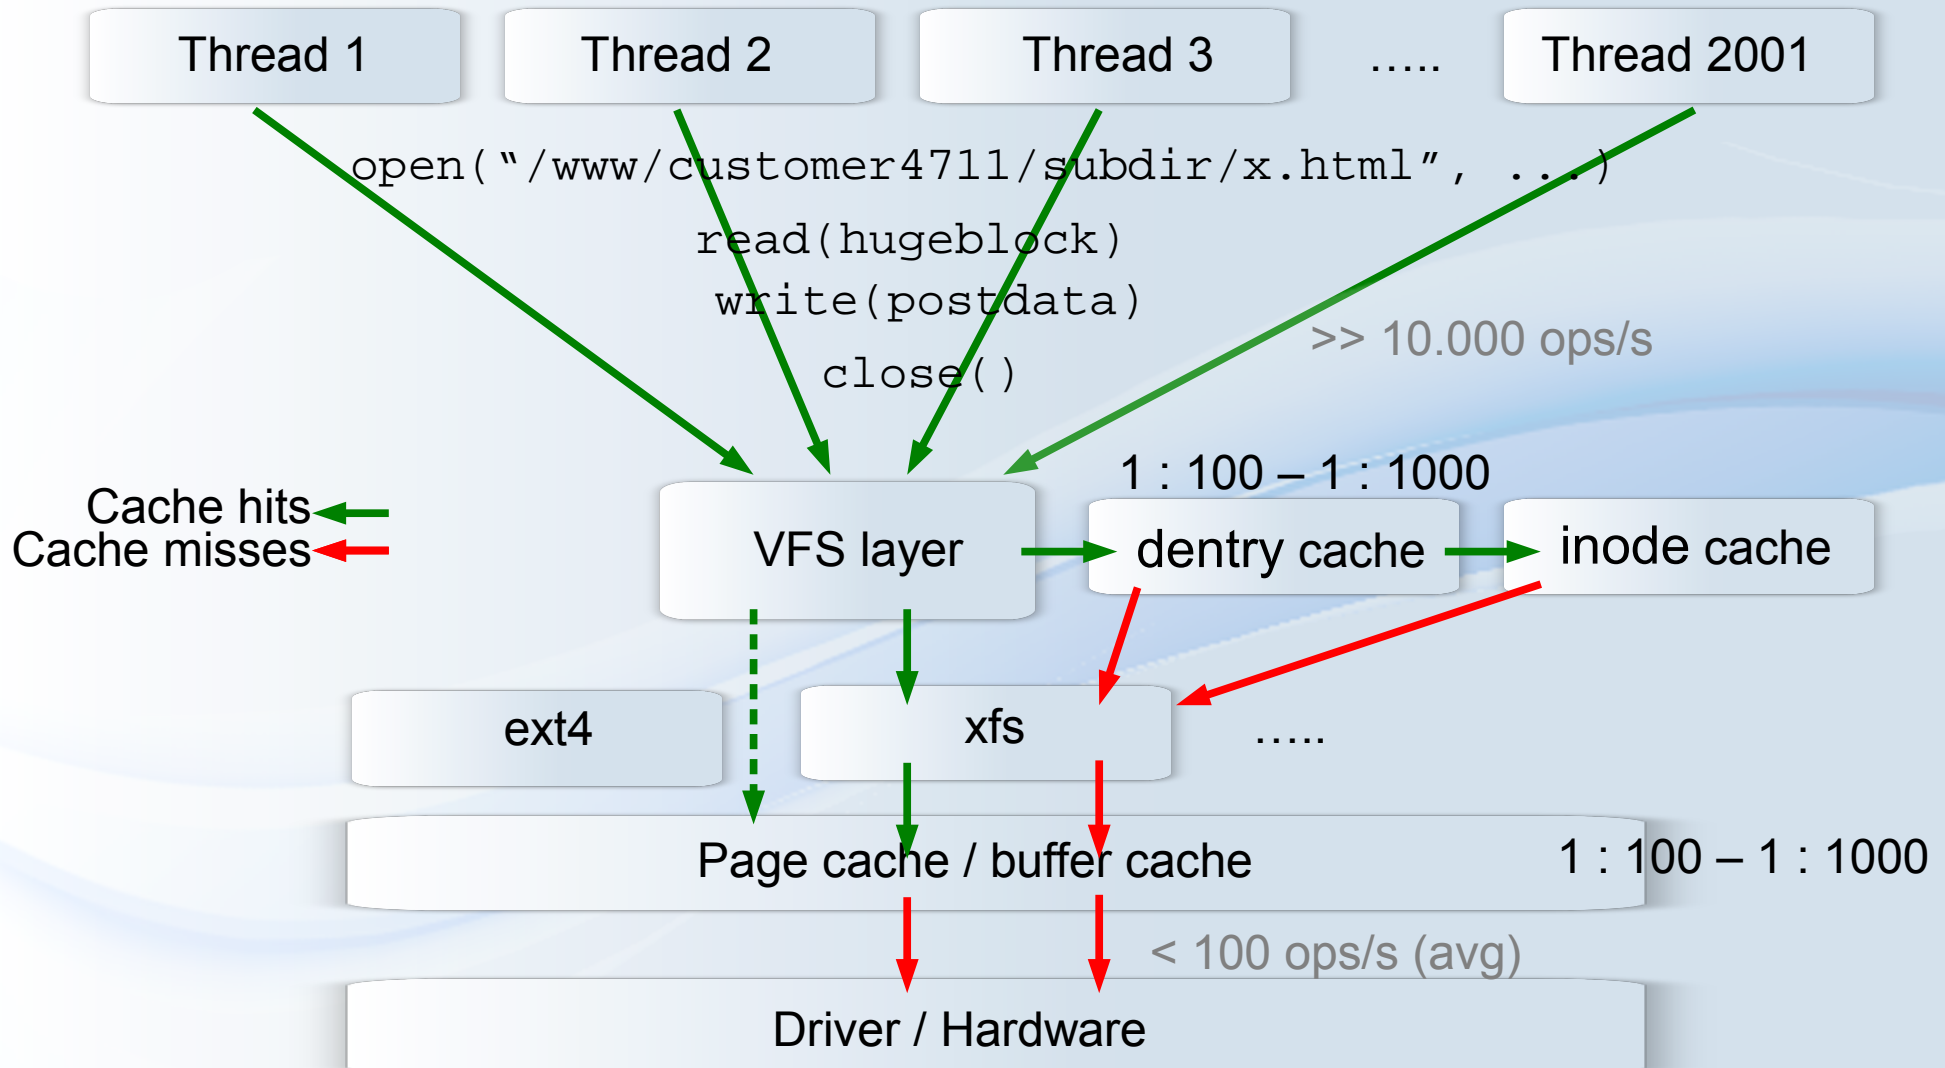 Thread 1
Thread 2
Thread 3
…..
Thread 2001
open(“/www/customer4711/subdir/x.html”, ...)
read(hugeblock)
write(postdata)
>> 10.000 ops/s
close()
1 : 100 – 1 : 1000
Cache hits
Cache misses
VFS layer
dentry cache
inode cache
ext4
xfs
…..
Page cache / buffer cache
1 : 100 – 1 : 1000
< 100 ops/s (avg)
Driver / Hardware